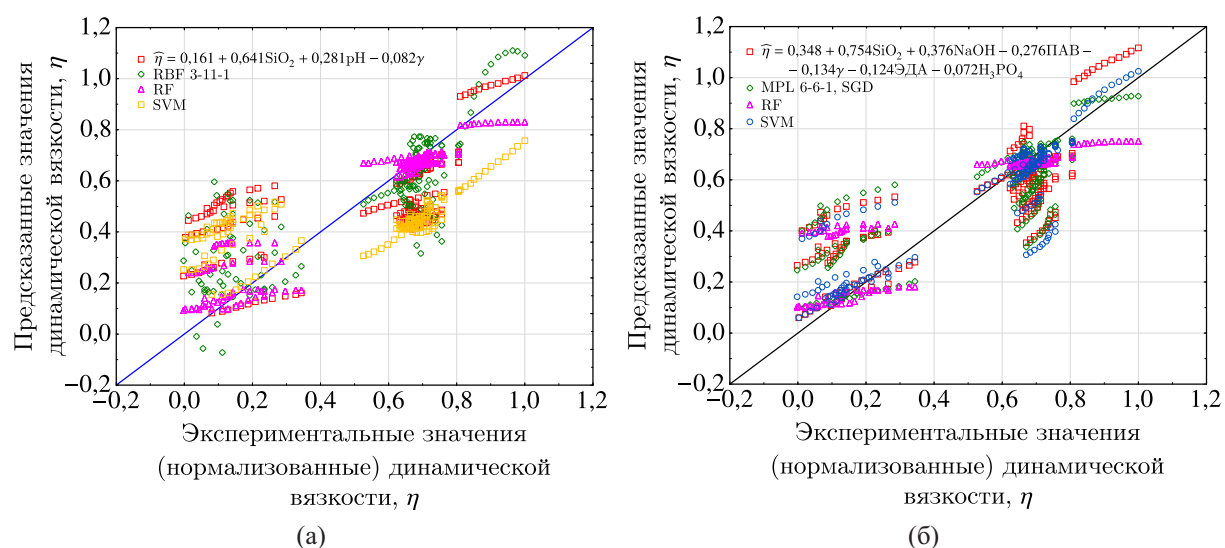 1,2
1,0
0,8
0,6
0,4
0,2
0,0
−0,2
−0,2 0,0 0,2 0,4 0,6 0,8 1,0 1,2
Предсказанные значения
динамической вязкости, η
η̂ = 0,161 + 0,641SiO₂ + 0,281pH − 0,082γ
RBF 3-11-1
RF
SVM
Экспериментальные значения
(нормализованные) динамической
вязкости, η
(а)
1,2
1,0
0,8
0,6
0,4
0,2
0,0
−0,2
−0,2 0,0 0,2 0,4 0,6 0,8 1,0 1,2
Предсказанные значения
динамической вязкости, η
η̂ = 0,348 + 0,754SiO₂ + 0,376NaOH − 0,276ПАВ −
− 0,134γ − 0,124ЭДА − 0,072H₃PO₄
MPL 6-6-1, SGD
RF
SVM
Экспериментальные значения
(нормализованные) динамической
вязкости, η
(б)